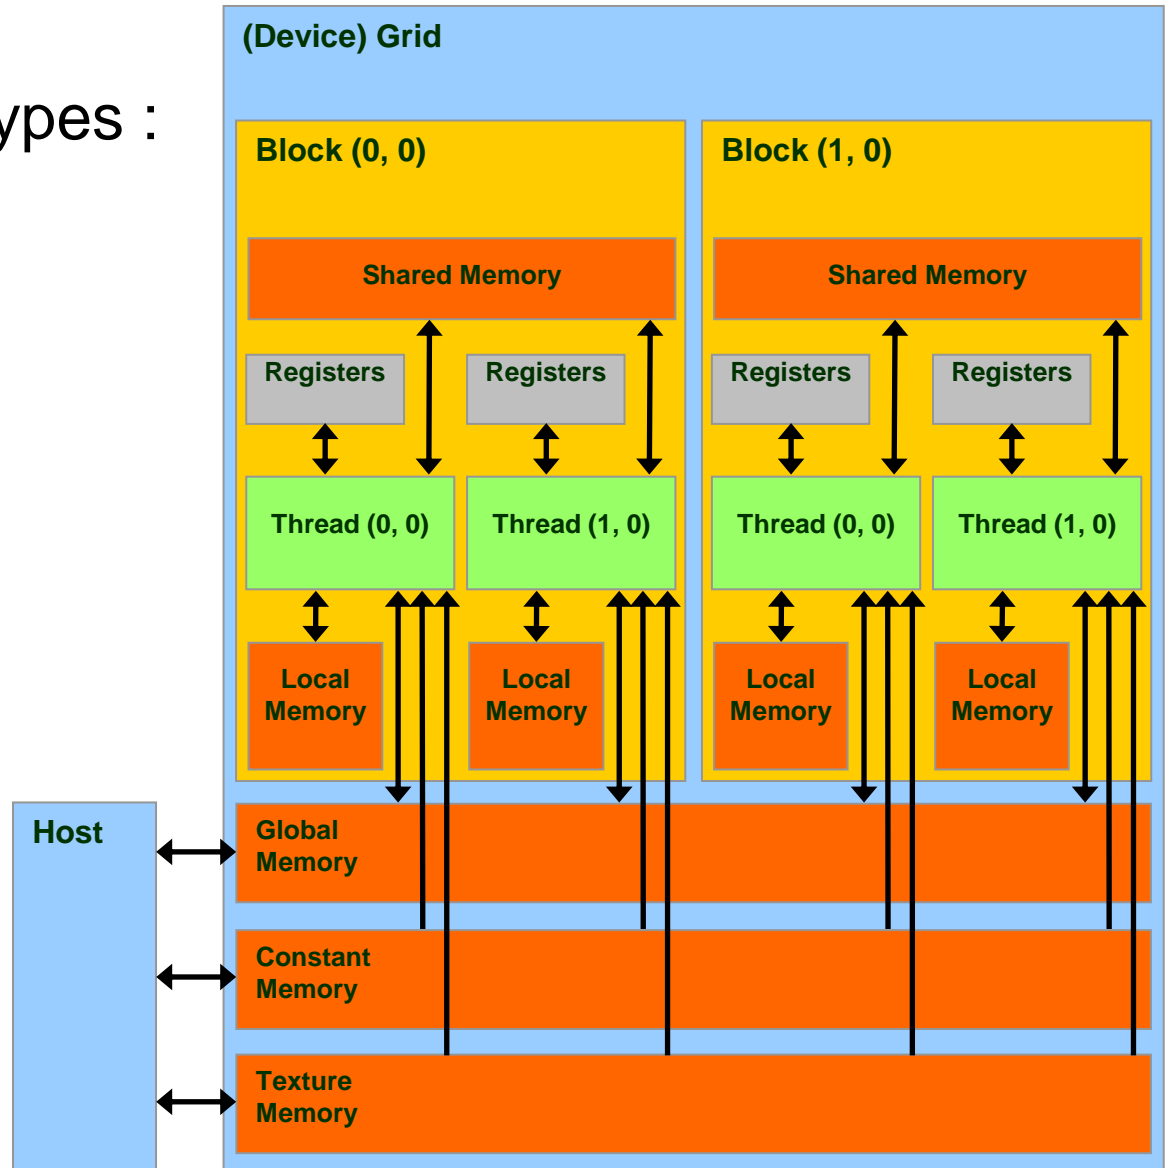 (Device) Grid
ypes :
Block (0, 0)
Block (1, 0)
Shared Memory
Shared Memory
Registers
Registers
Registers
Registers
Thread (0, 0)
Thread (1, 0)
Thread (0, 0)
Thread (1, 0)
Local
Memory
Local
Memory
Local
Memory
Local
Memory
Host
Global
Memory
Constant
Memory
Texture
Memory